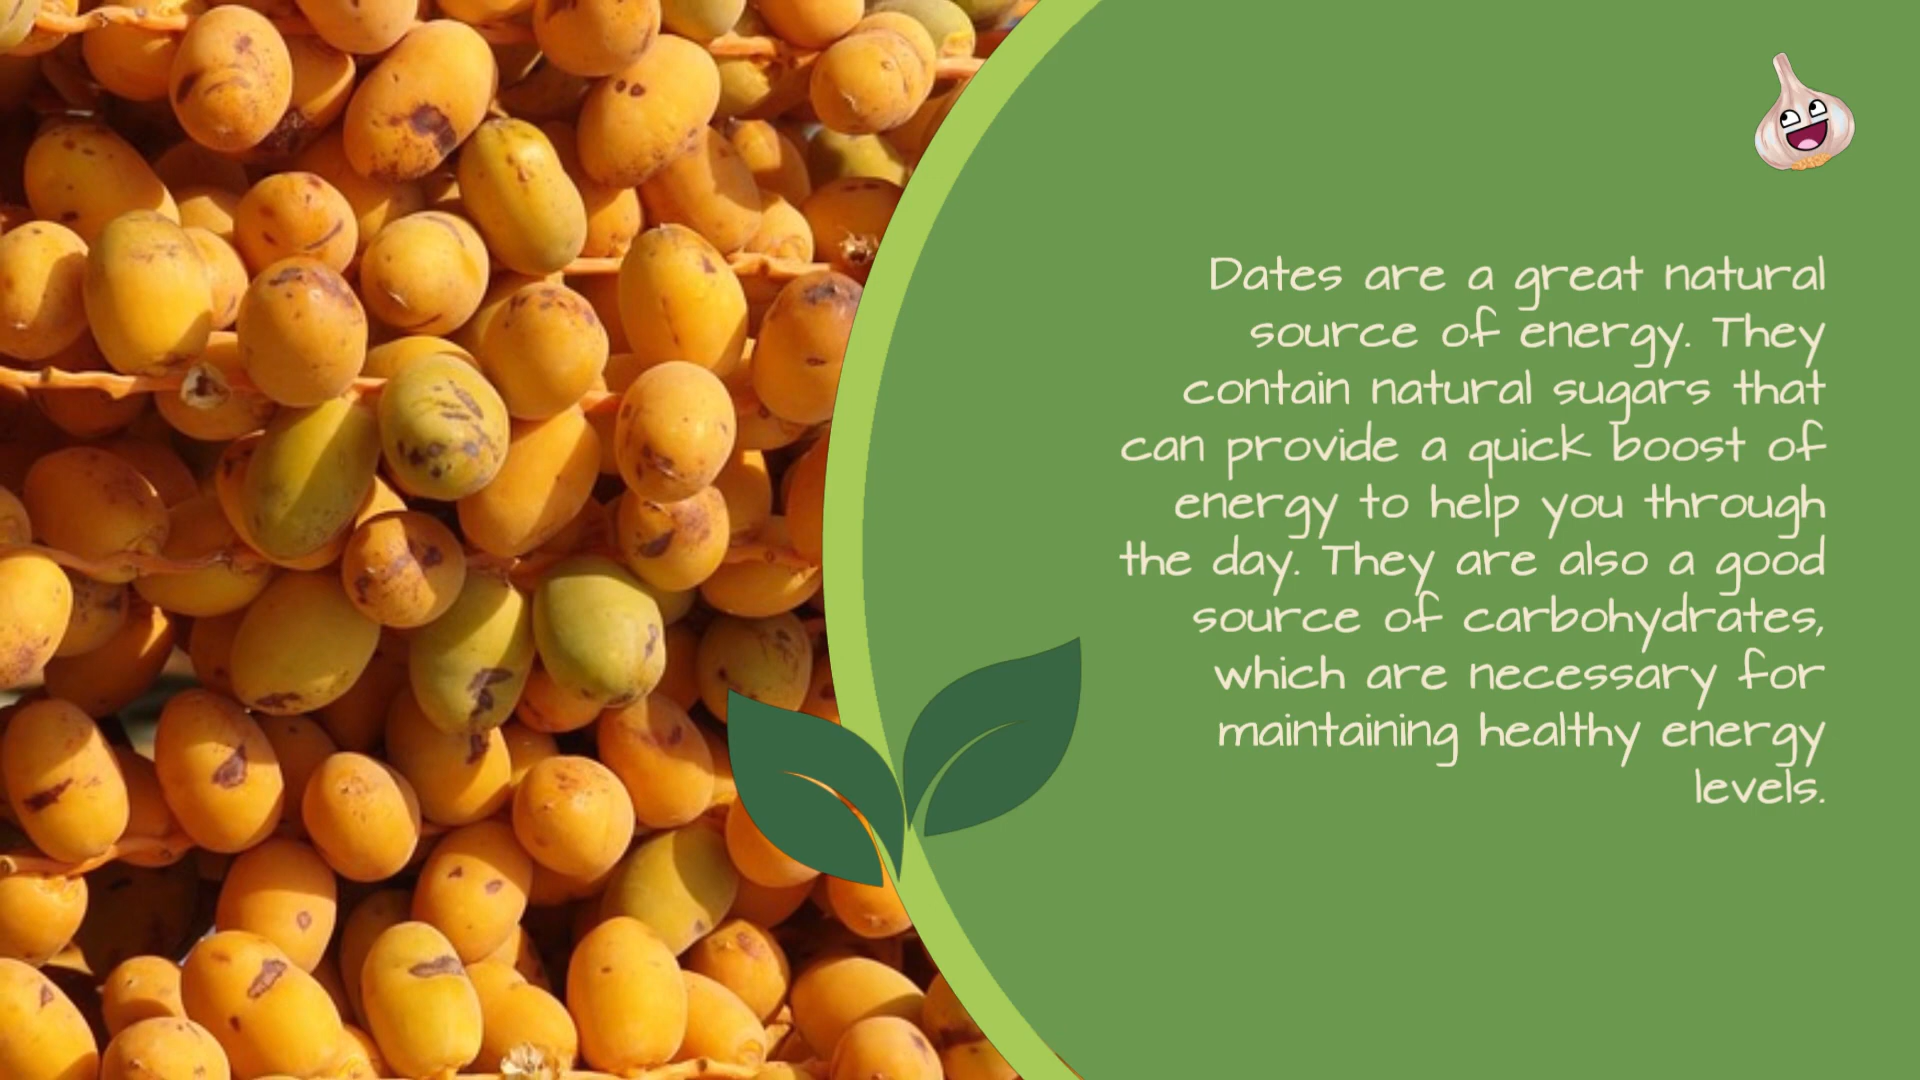 Dates are a great natural
source of energy. They
contain natural sugars that
can provide a quick boost of
energy to help you through
the day. They are also a good
source of carbohydrates,
which are necessary for
maintaining healthy energy
levels.